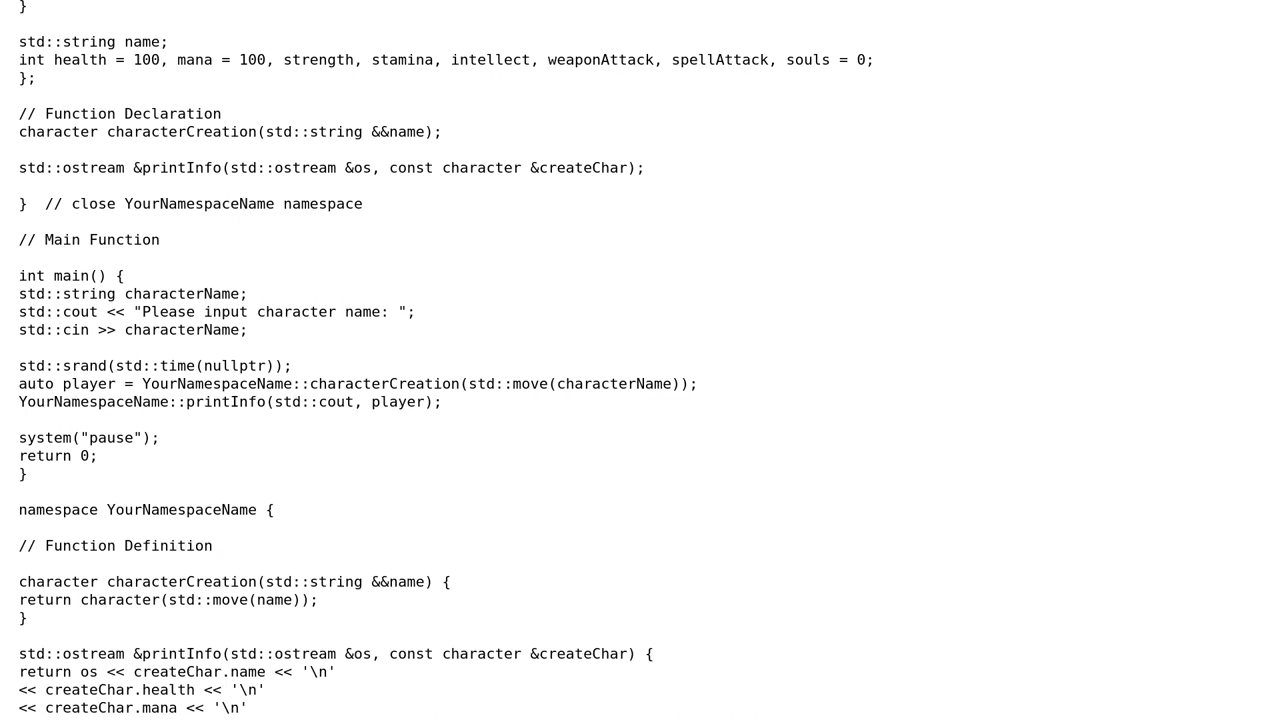 }
std::string name;
int health = 100, mana = 100, strength, stamina, intellect, weaponAttack, spellAttack, souls = 0;
};
// Function Declaration
character characterCreation(std::string &&name);
std::ostream &printInfo(std::ostream &os, const character &createChar);
}  // close YourNamespaceName namespace
// Main Function
int main() {
std::string characterName;
std::cout << "Please input character name: ";
std::cin >> characterName;
std::srand(std::time(nullptr));
auto player = YourNamespaceName::characterCreation(std::move(characterName));
YourNamespaceName::printInfo(std::cout, player);
system("pause");
return 0;
}
namespace YourNamespaceName {
// Function Definition
character characterCreation(std::string &&name) {
return character(std::move(name));
}
std::ostream &printInfo(std::ostream &os, const character &createChar) {
return os << createChar.name << '\n'
<< createChar.health << '\n'
<< createChar.mana << '\n'